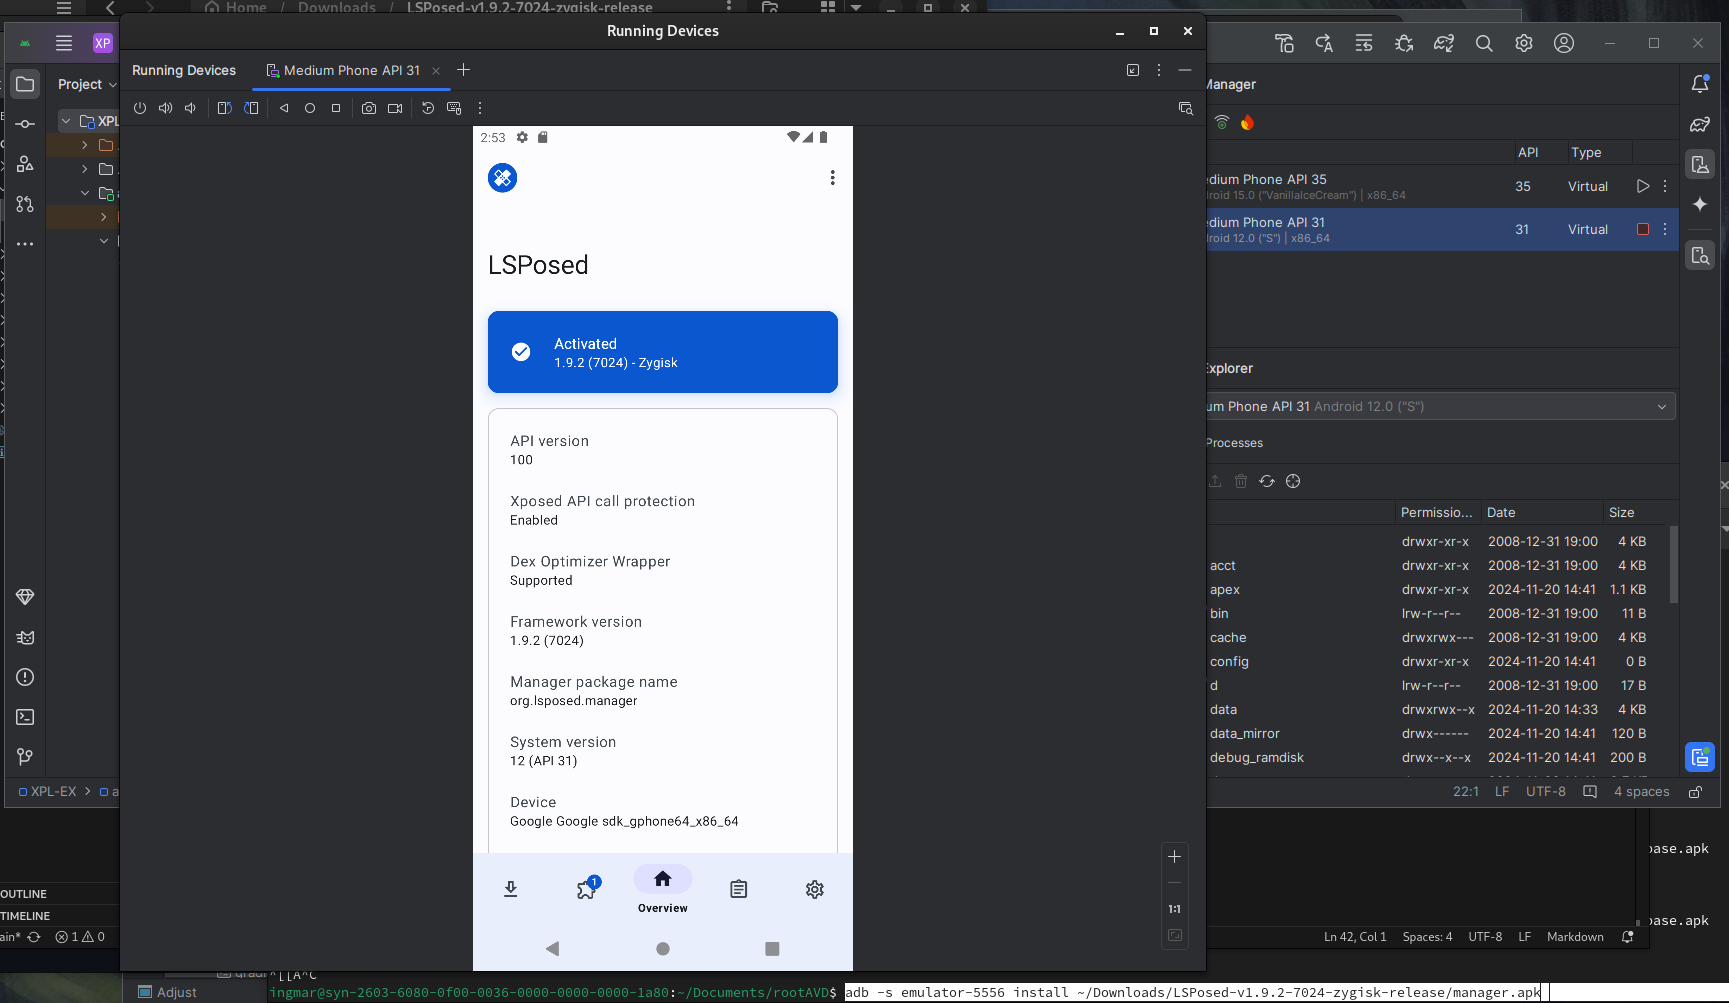 Home / Downloads / LSPosed-v1.9.2-7024-zygisk-release
Running Devices
XP
Running Devices
Medium Phone API 31
Project
XPL
2:53
LSPosed
Activated
1.9.2 (7024) - Zygisk
API version
100
Xposed API call protection
Enabled
Dex Optimizer Wrapper
Supported
Framework version
1.9.2 (7024)
Manager package name
org.lsposed.manager
System version
12 (API 31)
Device
Google Google sdk_gphone64_x86_64
1
Overview
1:1
Manager
API Type
edium Phone API 35
roid 15.0 ("VanillaIceCream") | x86_64
35 Virtual
edium Phone API 31
roid 12.0 ("S") | x86_64
31 Virtual
Explorer
um Phone API 31 Android 12.0 ("S")
Processes
Permissio... Date Size
drwxr-xr-x 2008-12-31 19:00 4 KB
acct drwxr-xr-x 2008-12-31 19:00 4 KB
apex drwxr-xr-x 2024-11-20 14:41 1.1 KB
bin lrw-r--r-- 2008-12-31 19:00 11 B
cache drwxrwx--- 2008-12-31 19:00 4 KB
config drwxr-xr-x 2024-11-20 14:41 0 B
d lrw-r--r-- 2008-12-31 19:00 17 B
data drwxrwx--x 2024-11-20 14:33 4 KB
data_mirror drwx------ 2024-11-20 14:41 120 B
debug_ramdisk drwx--x--x 2024-11-20 14:41 200 B
XPL-EX > a
22:1 LF UTF-8 4 spaces
base.apk
OUTLINE
TIMELINE
base.apk
ain* 1 0
Ln 42, Col 1 Spaces: 4 UTF-8 LF Markdown
gradl
^[[A^C
Adjust
ingmar@syn-2603-6080-0f00-0036-0000-0000-0000-1a80:~/Documents/rootAVD$ adb -s emulator-5556 install ~/Downloads/LSPosed-v1.9.2-7024-zygisk-release/manager.apk